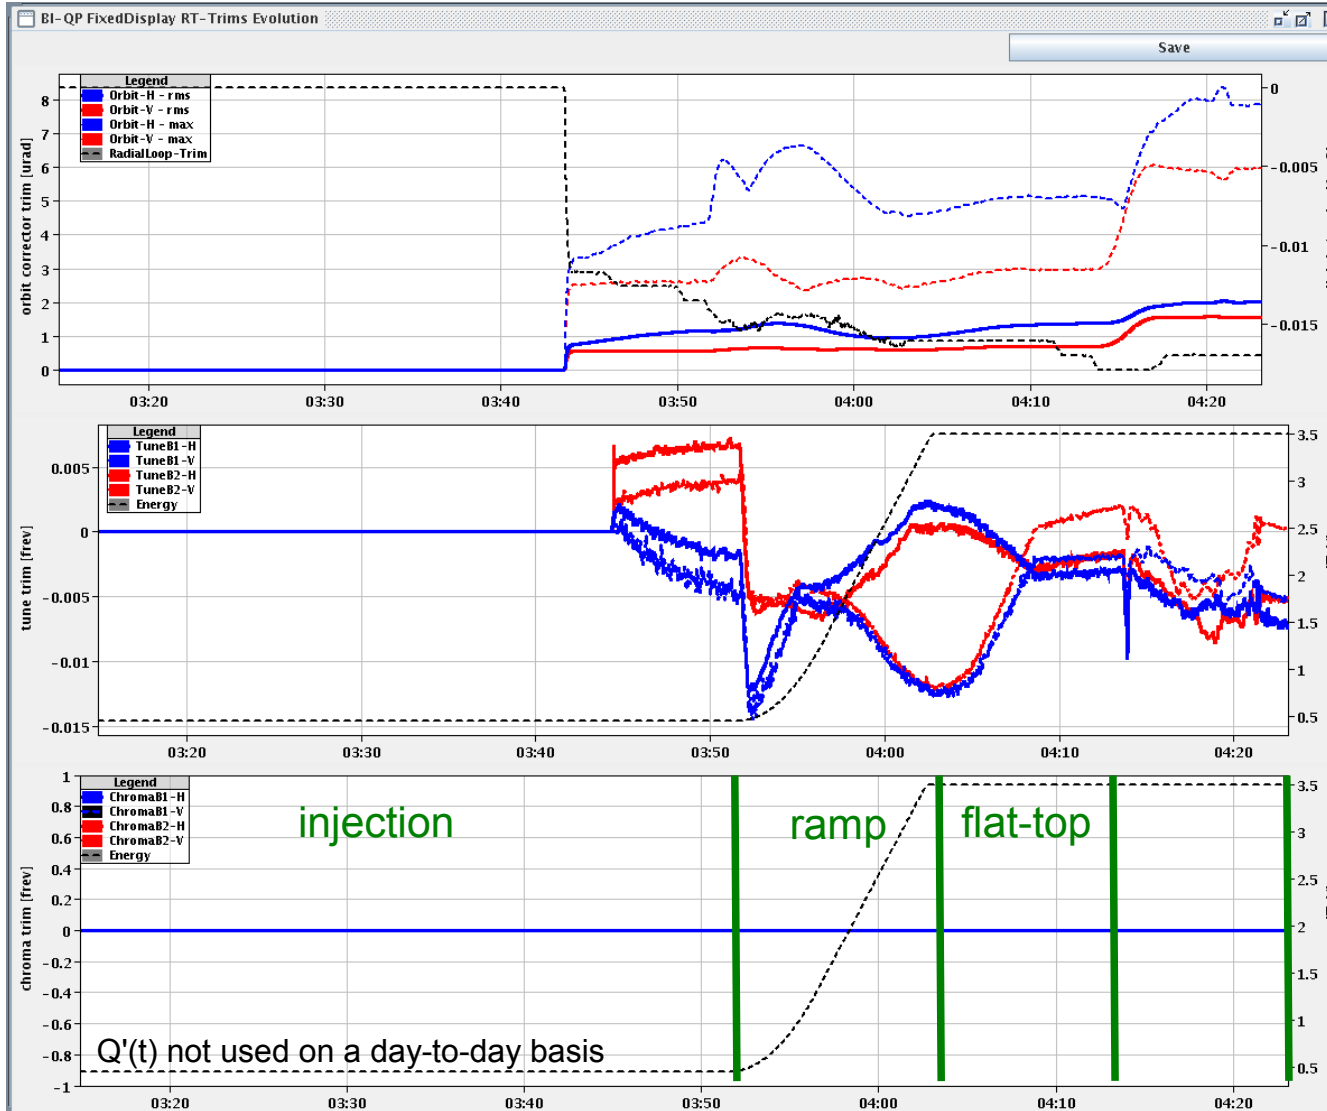 BI-QP FixedDisplay RT-Trims Evolution
Save
Legend
Orbit-H - rms
Orbit-V - rms
Orbit-H - max
Orbit-V - max
RadialLoop-Trim
orbit corrector trim [urad]
8
7
6
5
4
3
2
1
0
0
-0.005
-0.01
-0.015
03:20 03:30 03:40 03:50 04:00 04:10 04:20
Legend
TuneB1-H
TuneB1-V
TuneB2-H
TuneB2-V
Energy
tune trim [frev]
0.005
0
-0.005
-0.01
-0.015
3.5
3
2.5
2
1.5
1
0.5
03:20 03:30 03:40 03:50 04:00 04:10 04:20
Legend
ChromaB1-H
ChromaB1-V
ChromaB2-H
ChromaB2-V
Energy
injection
ramp
flat-top
chroma trim [frev]
1
0.8
0.6
0.4
0.2
0
-0.2
-0.4
-0.6
-0.8
-1
3.5
3
2.5
2
1.5
1
0.5
Q'(t) not used on a day-to-day basis
03:20 03:30 03:40 03:50 04:00 04:10 04:20